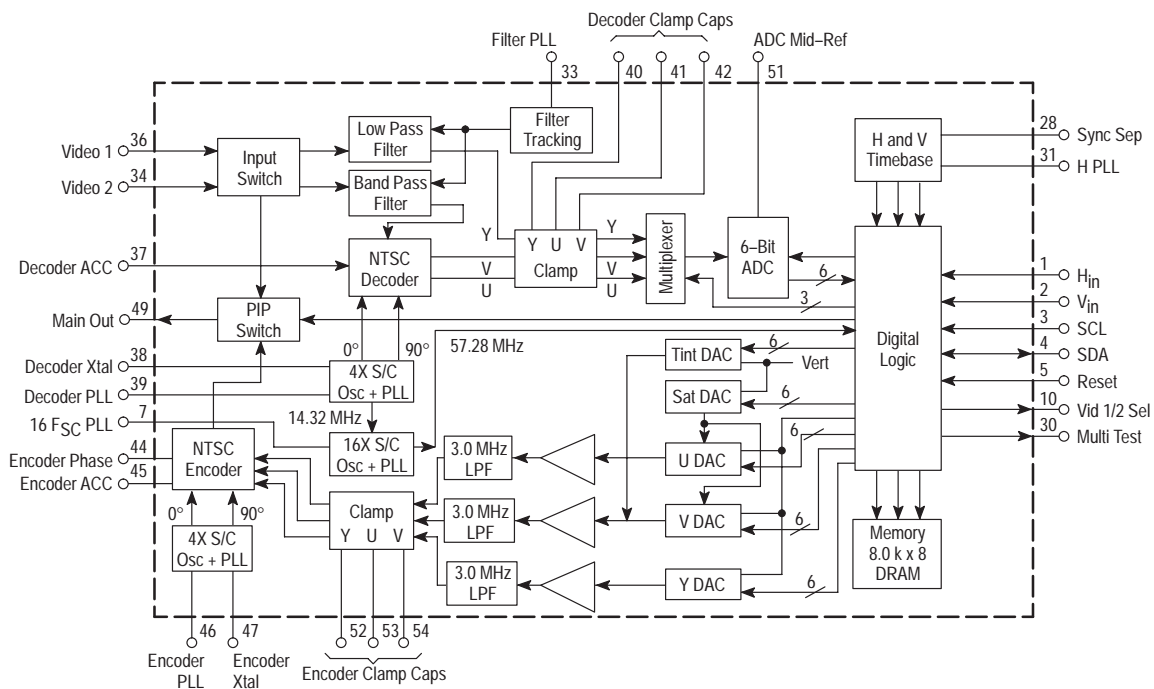 Decoder Clamp Caps
Filter PLL
ADC Mid–Ref
33
40
41
42
51
Low Pass
Filter
Filter
Tracking
H and V
Timebase
28
Sync Sep
31
H PLL
36
Video 1
34
Video 2
Input
Switch
Band Pass
Filter
Y
Y U V
Clamp
Y
V
U
V
U
Multiplexer
6–Bit
ADC
6
3
37
Decoder ACC
NTSC
Decoder
49
Main Out
PIP
Switch
0°
90°
57.28 MHz
Digital
Logic
1
Hin
2
Vin
3
SCL
4
SDA
5
Reset
10
Vid 1/2 Sel
30
Multi Test
38
Decoder Xtal
39
Decoder PLL
4X S/C
Osc + PLL
14.32 MHz
Tint DAC
6
Vert
Sat DAC
6
7
16 FSC PLL
16X S/C
Osc + PLL
44
Encoder Phase
45
Encoder ACC
NTSC
Encoder
3.0 MHz
LPF
U DAC
6
0°
90°
4X S/C
Osc + PLL
Clamp
Y U V
3.0 MHz
LPF
V DAC
6
Memory
8.0 k x 8
DRAM
3.0 MHz
LPF
Y DAC
6
46
47
52
53
54
Encoder
PLL
Encoder
Xtal
Encoder Clamp Caps